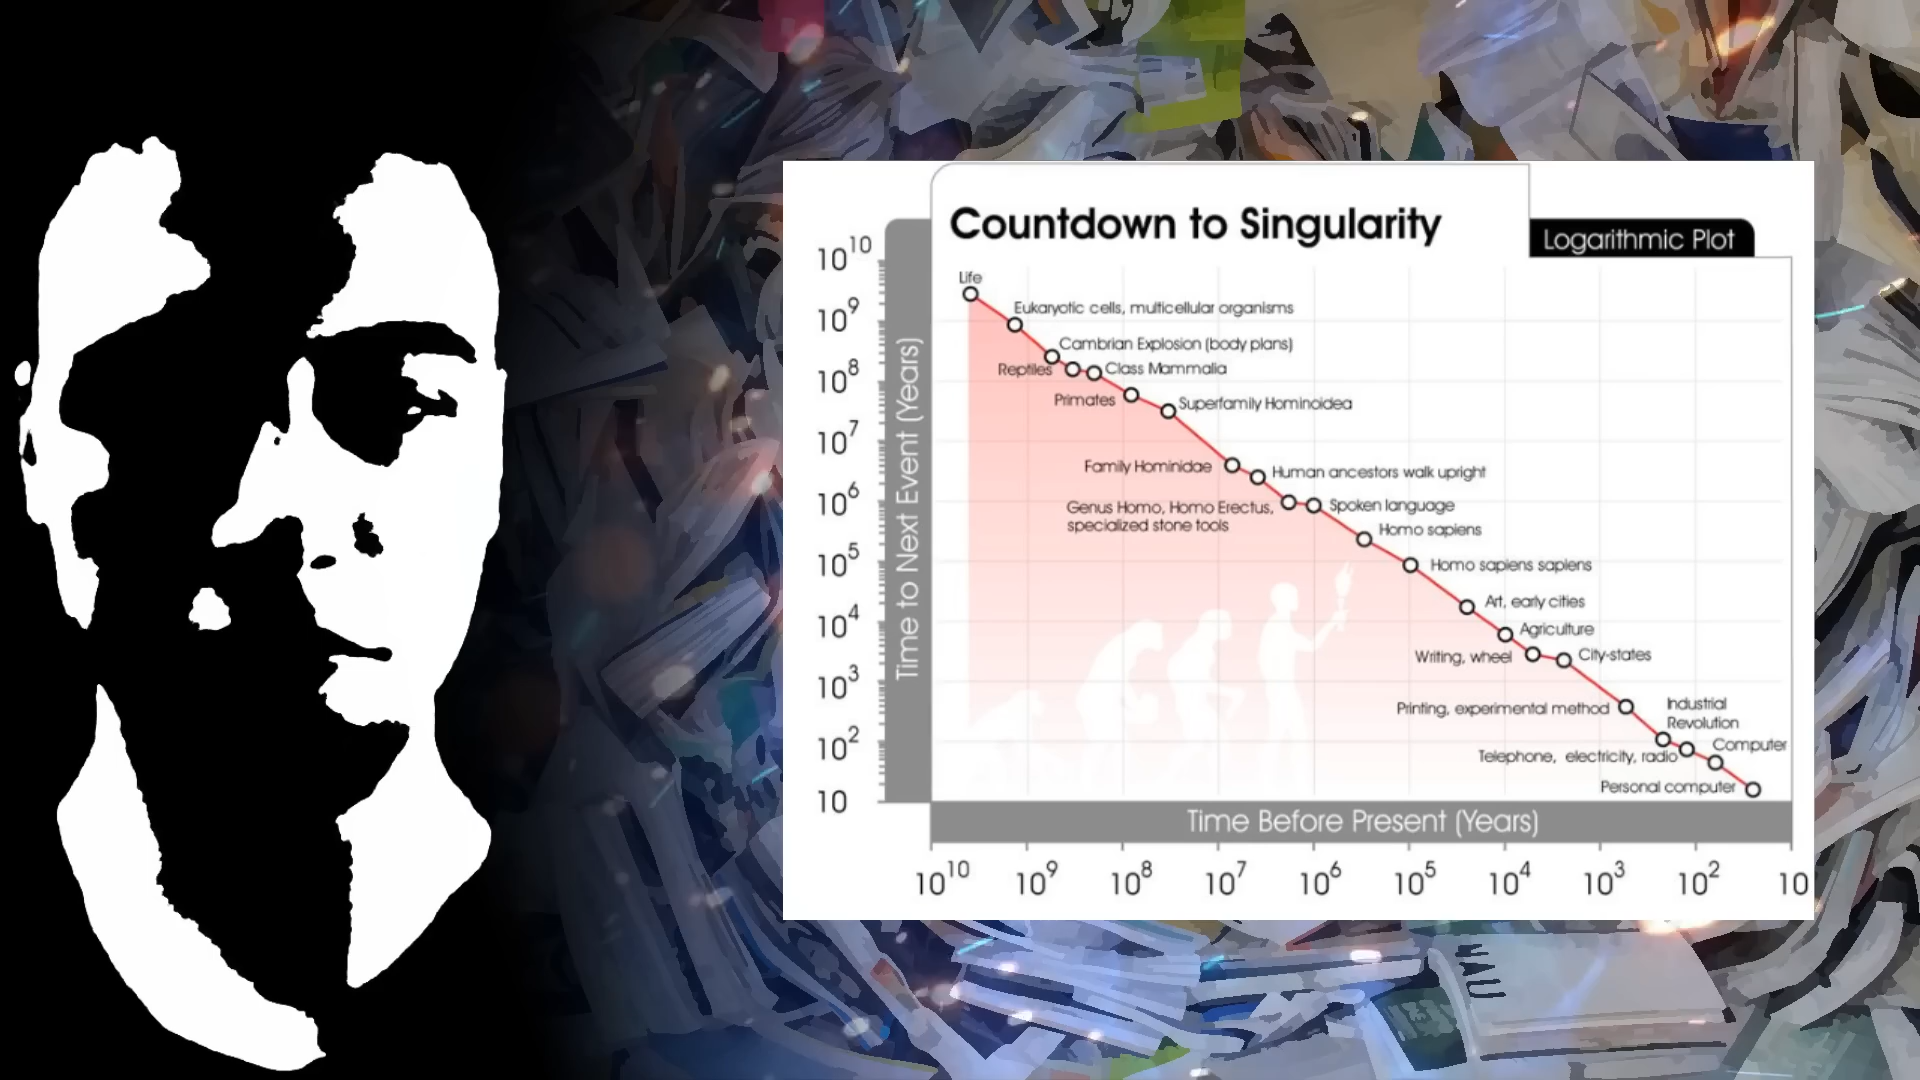 Countdown to Singularity
Logarithmic Plot
Time to Next Event (Years)
10^10
10^9
10^8
10^7
10^6
10^5
10^4
10^3
10^2
10
Life
Eukaryotic cells, multicellular organisms
Cambrian Explosion (body plans)
Reptiles
Class Mammalia
Primates
Superfamily Hominoidea
Family Hominidae
Human ancestors walk upright
Genus Homo, Homo Erectus,
specialized stone tools
Spoken language
Homo sapiens
Homo sapiens sapiens
Art, early cities
Agriculture
Writing, wheel
City-states
Printing, experimental method
Industrial
Revolution
Telephone, electricity, radio
Computer
Personal computer
Time Before Present (Years)
10^10 10^9 10^8 10^7 10^6 10^5 10^4 10^3 10^2 10